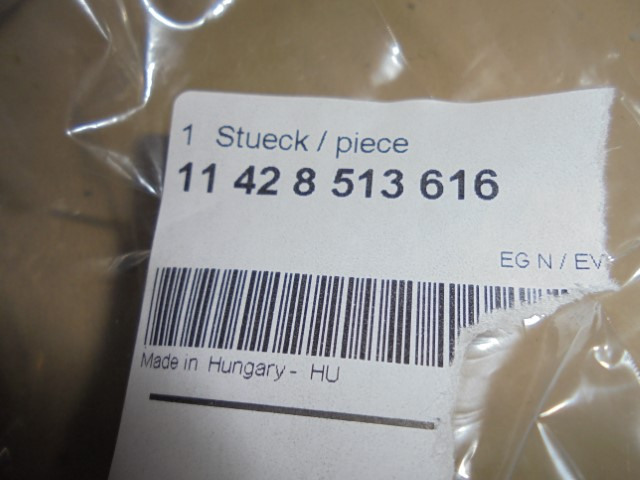 1 Stueck / piece
11 42 8 513 616
EG N / EV
Made in Hungary - HU